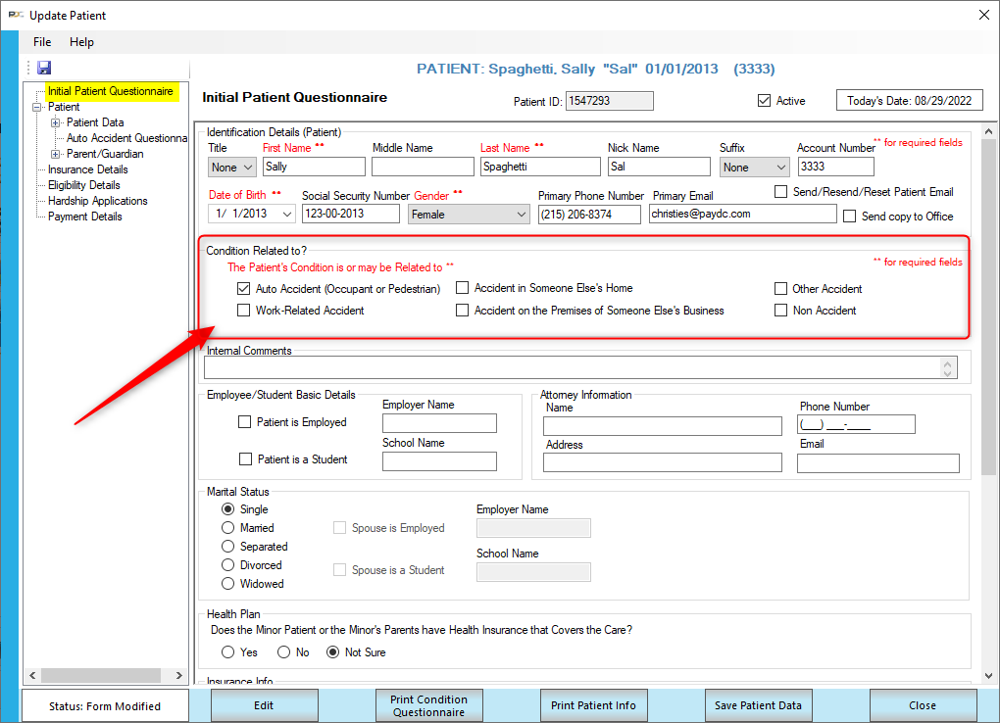 PDC Update Patient
File Help
PATIENT: Spaghetti, Sally "Sal" 01/01/2013 (3333)
Initial Patient Questionnaire
Patient
Patient Data
Auto Accident Questionna
Parent/Guardian
Insurance Details
Eligibility Details
Hardship Applications
Payment Details
Initial Patient Questionnaire
Patient ID: 1547293
Active
Today's Date: 08/29/2022
Identification Details (Patient)
** for required fields
Title First Name ** Middle Name Last Name ** Nick Name Suffix Account Number
None Sally Spaghetti Sal None 3333
Date of Birth ** Social Security Number Gender ** Primary Phone Number Primary Email
Send/Resend/Reset Patient Email
1/ 1/2013 123-00-2013 Female (215) 206-8374 christies@paydc.com
Send copy to Office
Condition Related to?
The Patient's Condition is or may be Related to **
** for required fields
Auto Accident (Occupant or Pedestrian) Accident in Someone Else's Home Other Accident
Work-Related Accident Accident on the Premises of Someone Else's Business Non Accident
Internal Comments
Employee/Student Basic Details
Patient is Employed
Employer Name
Patient is a Student
School Name
Attorney Information
Name
Phone Number
(___) ___-____
Address
Email
Marital Status
Single
Married
Separated
Divorced
Widowed
Spouse is Employed
Employer Name
Spouse is a Student
School Name
Health Plan
Does the Minor Patient or the Minor's Parents have Health Insurance that Covers the Care?
Yes No Not Sure
Insurance Info
Status: Form Modified
Edit
Print Condition
Questionnaire
Print Patient Info
Save Patient Data
Close